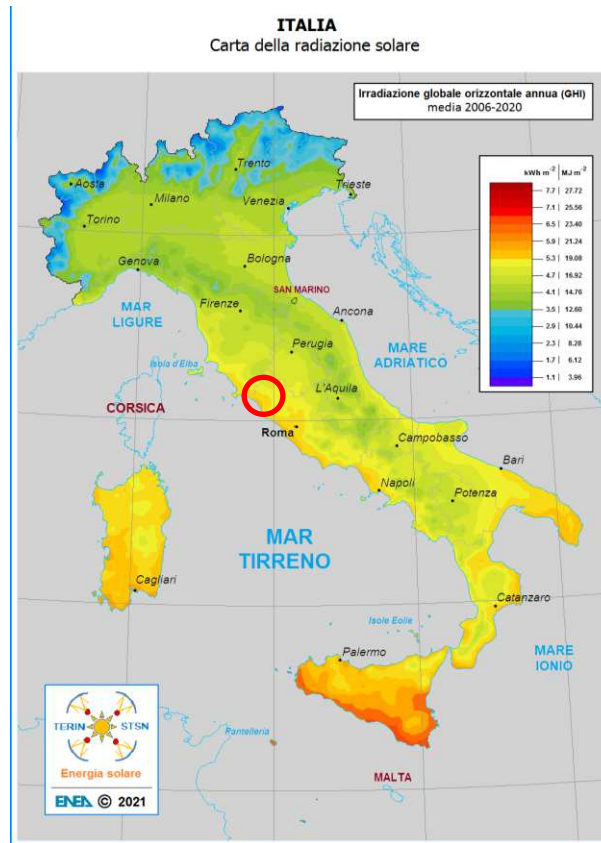 ITALIA
Carta della radiazione solare
Irradiazione globale orizzontale annua (GHI)
media 2006-2020
kWh m-2 | MJ m-2
7.7 | 27.72
7.1 | 25.56
6.5 | 23.40
5.9 | 21.24
5.3 | 19.08
4.7 | 16.92
4.1 | 14.76
3.5 | 12.60
2.9 | 10.44
2.3 | 8.28
1.7 | 6.12
1.1 | 3.96
Trento
Aosta
Milano
Trieste
Venezia
Torino
Bologna
Genova
SAN MARINO
Firenze
MAR
LIGURE
Ancona
Perugia
MARE
ADRIATICO
Isola d'Elba
L'Aquila
CORSICA
Roma
Campobasso
Bari
Napoli
Potenza
MAR
TIRRENO
Cagliari
Catanzaro
Isole Eolie
Palermo
MARE
IONIO
Pantelleria
MALTA
TERIN STSN
Energia solare
ENEA © 2021